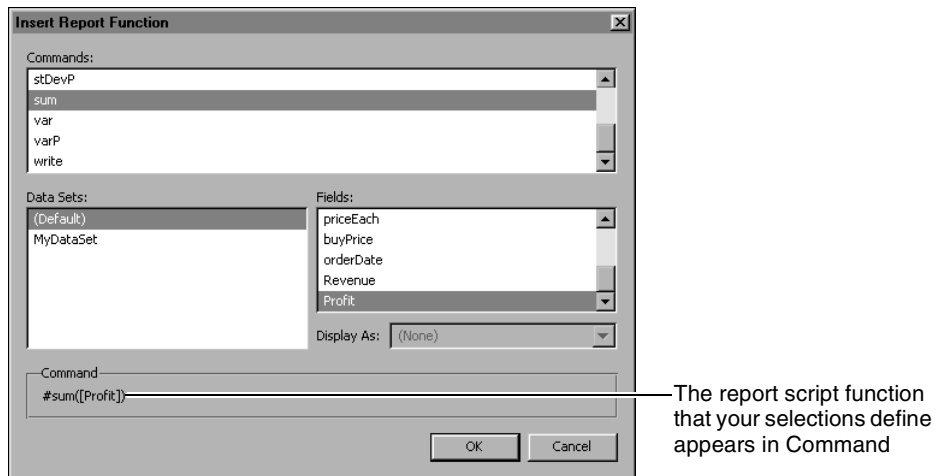 Insert Report Function
Commands:
stDevP
sum
var
varP
write
Data Sets:
(Default)
MyDataSet
Fields:
priceEach
buyPrice
orderDate
Revenue
Profit
Display As: (None)
Command
#sum([Profit])
The report script function
that your selections define
appears in Command
OK
Cancel